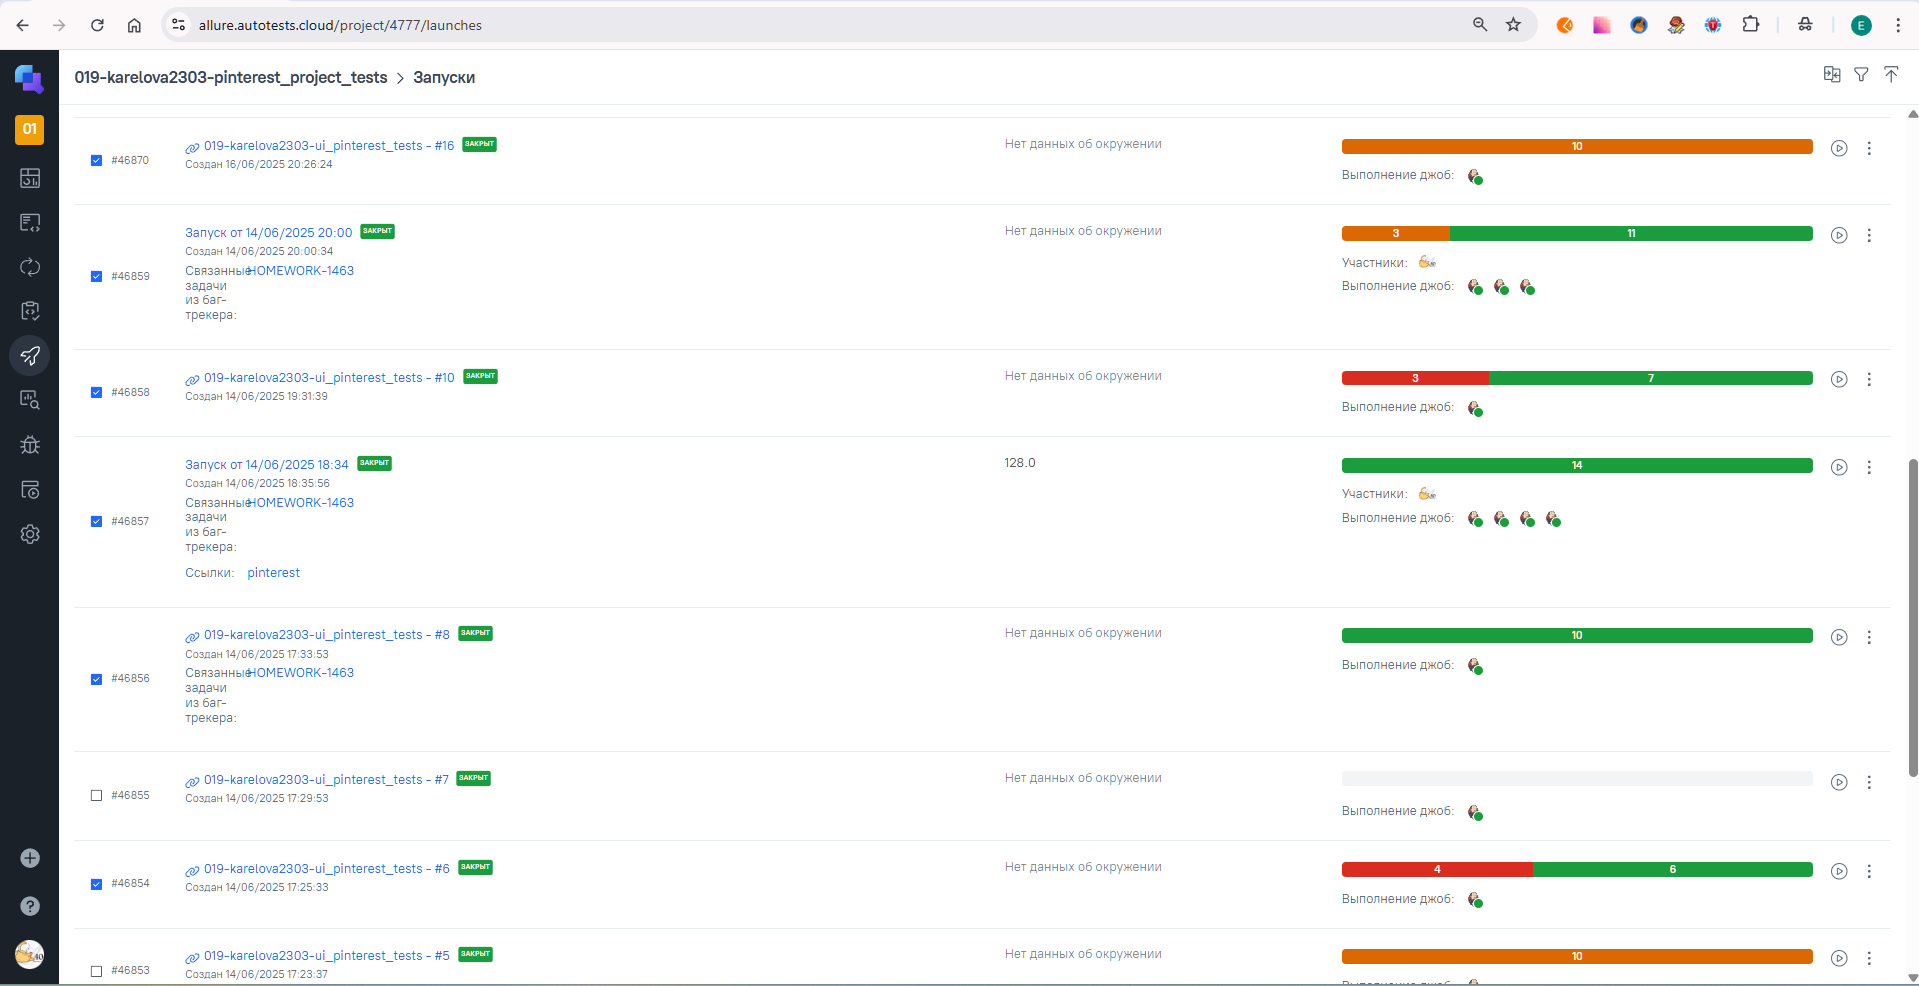 allure.autotests.cloud/project/4777/launches
E
019-karelova2303-pinterest_project_tests > Запуски
01
#46870
019-karelova2303-ui_pinterest_tests - #16 ЗАКРЫТ
Создан 16/06/2025 20:26:24
Нет данных об окружении
10
Выполнение джоб:
#46859
Запуск от 14/06/2025 20:00 ЗАКРЫТ
Создан 14/06/2025 20:00:34
Связанные HOMEWORK-1463
задачи
из баг-
трекера:
Нет данных об окружении
3 11
Участники:
Выполнение джоб:
#46858
019-karelova2303-ui_pinterest_tests - #10 ЗАКРЫТ
Создан 14/06/2025 19:31:39
Нет данных об окружении
3 7
Выполнение джоб:
#46857
Запуск от 14/06/2025 18:34 ЗАКРЫТ
Создан 14/06/2025 18:35:56
Связанные HOMEWORK-1463
задачи
из баг-
трекера:
Ссылки: pinterest
128.0
14
Участники:
Выполнение джоб:
#46856
019-karelova2303-ui_pinterest_tests - #8 ЗАКРЫТ
Создан 14/06/2025 17:33:53
Связанные HOMEWORK-1463
задачи
из баг-
трекера:
Нет данных об окружении
10
Выполнение джоб:
#46855
019-karelova2303-ui_pinterest_tests - #7 ЗАКРЫТ
Создан 14/06/2025 17:29:53
Нет данных об окружении
Выполнение джоб:
#46854
019-karelova2303-ui_pinterest_tests - #6 ЗАКРЫТ
Создан 14/06/2025 17:25:33
Нет данных об окружении
4 6
Выполнение джоб:
#46853
019-karelova2303-ui_pinterest_tests - #5 ЗАКРЫТ
Создан 14/06/2025 17:23:37
Нет данных об окружении
10
Выполнение джоб: